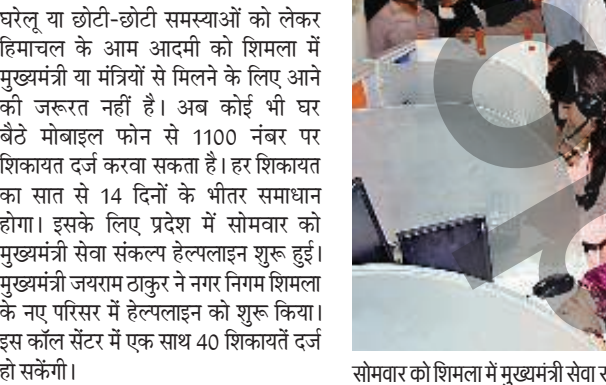 घरेलू या छोटी-छोटी समस्याओं को लेकर
हिमाचल के आम आदमी को शिमला में
मुख्यमंत्री या मंत्रियों से मिलने के लिए आने
की जरूरत नहीं है। अब कोई भी घर
बैठे मोबाइल फोन से 1100 नंबर पर
शिकायत दर्ज करवा सकता है। हर शिकायत
का सात से 14 दिनों के भीतर समाधान
होगा। इसके लिए प्रदेश में सोमवार को
मुख्यमंत्री सेवा संकल्प हेल्पलाइन शुरू हुई।
मुख्यमंत्री जयराम ठाकुर ने नगर निगम शिमला
के नए परिसर में हेल्पलाइन को शुरू किया।
इस कॉल सेंटर में एक साथ 40 शिकायतें दर्ज
हो सकेंगी।
सोमवार को शिमला में मुख्यमंत्री सेवा